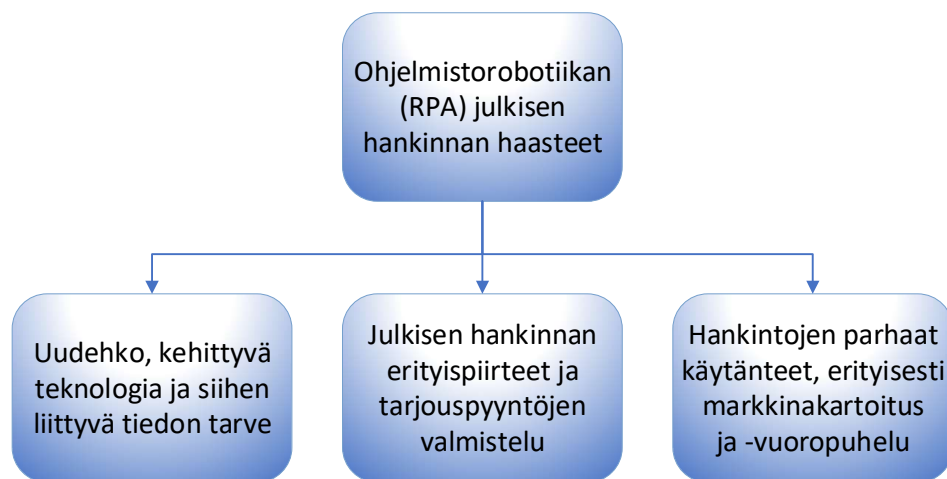 Ohjelmistorobotiikan
(RPA) julkisen
hankinnan haasteet
Uudehko, kehittyvä
teknologia ja siihen
liittyvä tiedon tarve
Julkisen hankinnan
erityispiirteet ja
tarjouspyyntöjen
valmistelu
Hankintojen parhaat
käytänteet, erityisesti
markkinakartoitus
ja -vuoropuhelu